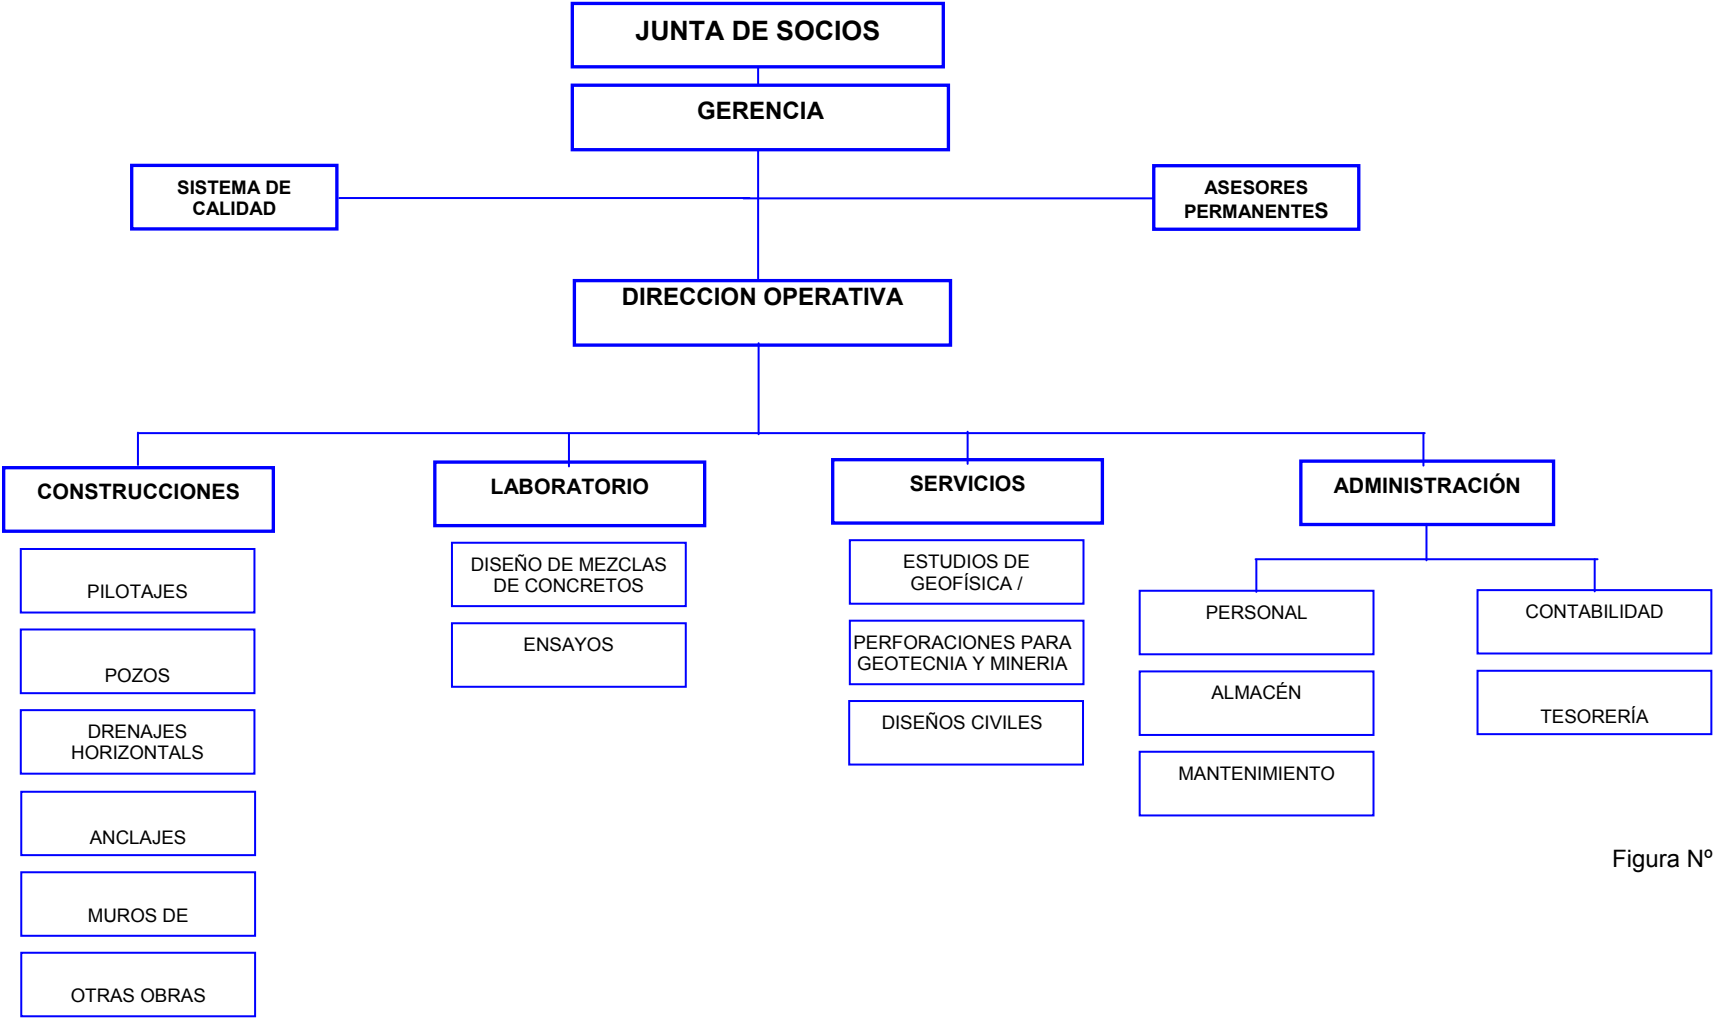 JUNTA DE SOCIOS
GERENCIA
SISTEMA DE
CALIDAD
ASESORES
PERMANENTES
DIRECCION OPERATIVA
CONSTRUCCIONES
LABORATORIO
SERVICIOS
ADMINISTRACIÓN
PILOTAJES
POZOS
DRENAJES
HORIZONTALS
ANCLAJES
MUROS DE
OTRAS OBRAS
DISEÑO DE MEZCLAS
DE CONCRETOS
ENSAYOS
ESTUDIOS DE
GEOFÍSICA /
PERFORACIONES PARA
GEOTECNIA Y MINERIA
DISEÑOS CIVILES
PERSONAL
ALMACÉN
MANTENIMIENTO
CONTABILIDAD
TESORERÍA
Figura Nº